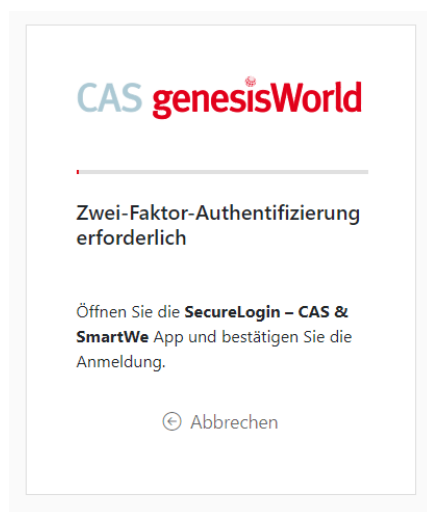 CAS genesisWorld
Zwei-Faktor-Authentifizierung
erforderlich
Öffnen Sie die SecureLogin – CAS &
SmartWe App und bestätigen Sie die
Anmeldung.
Abbrechen